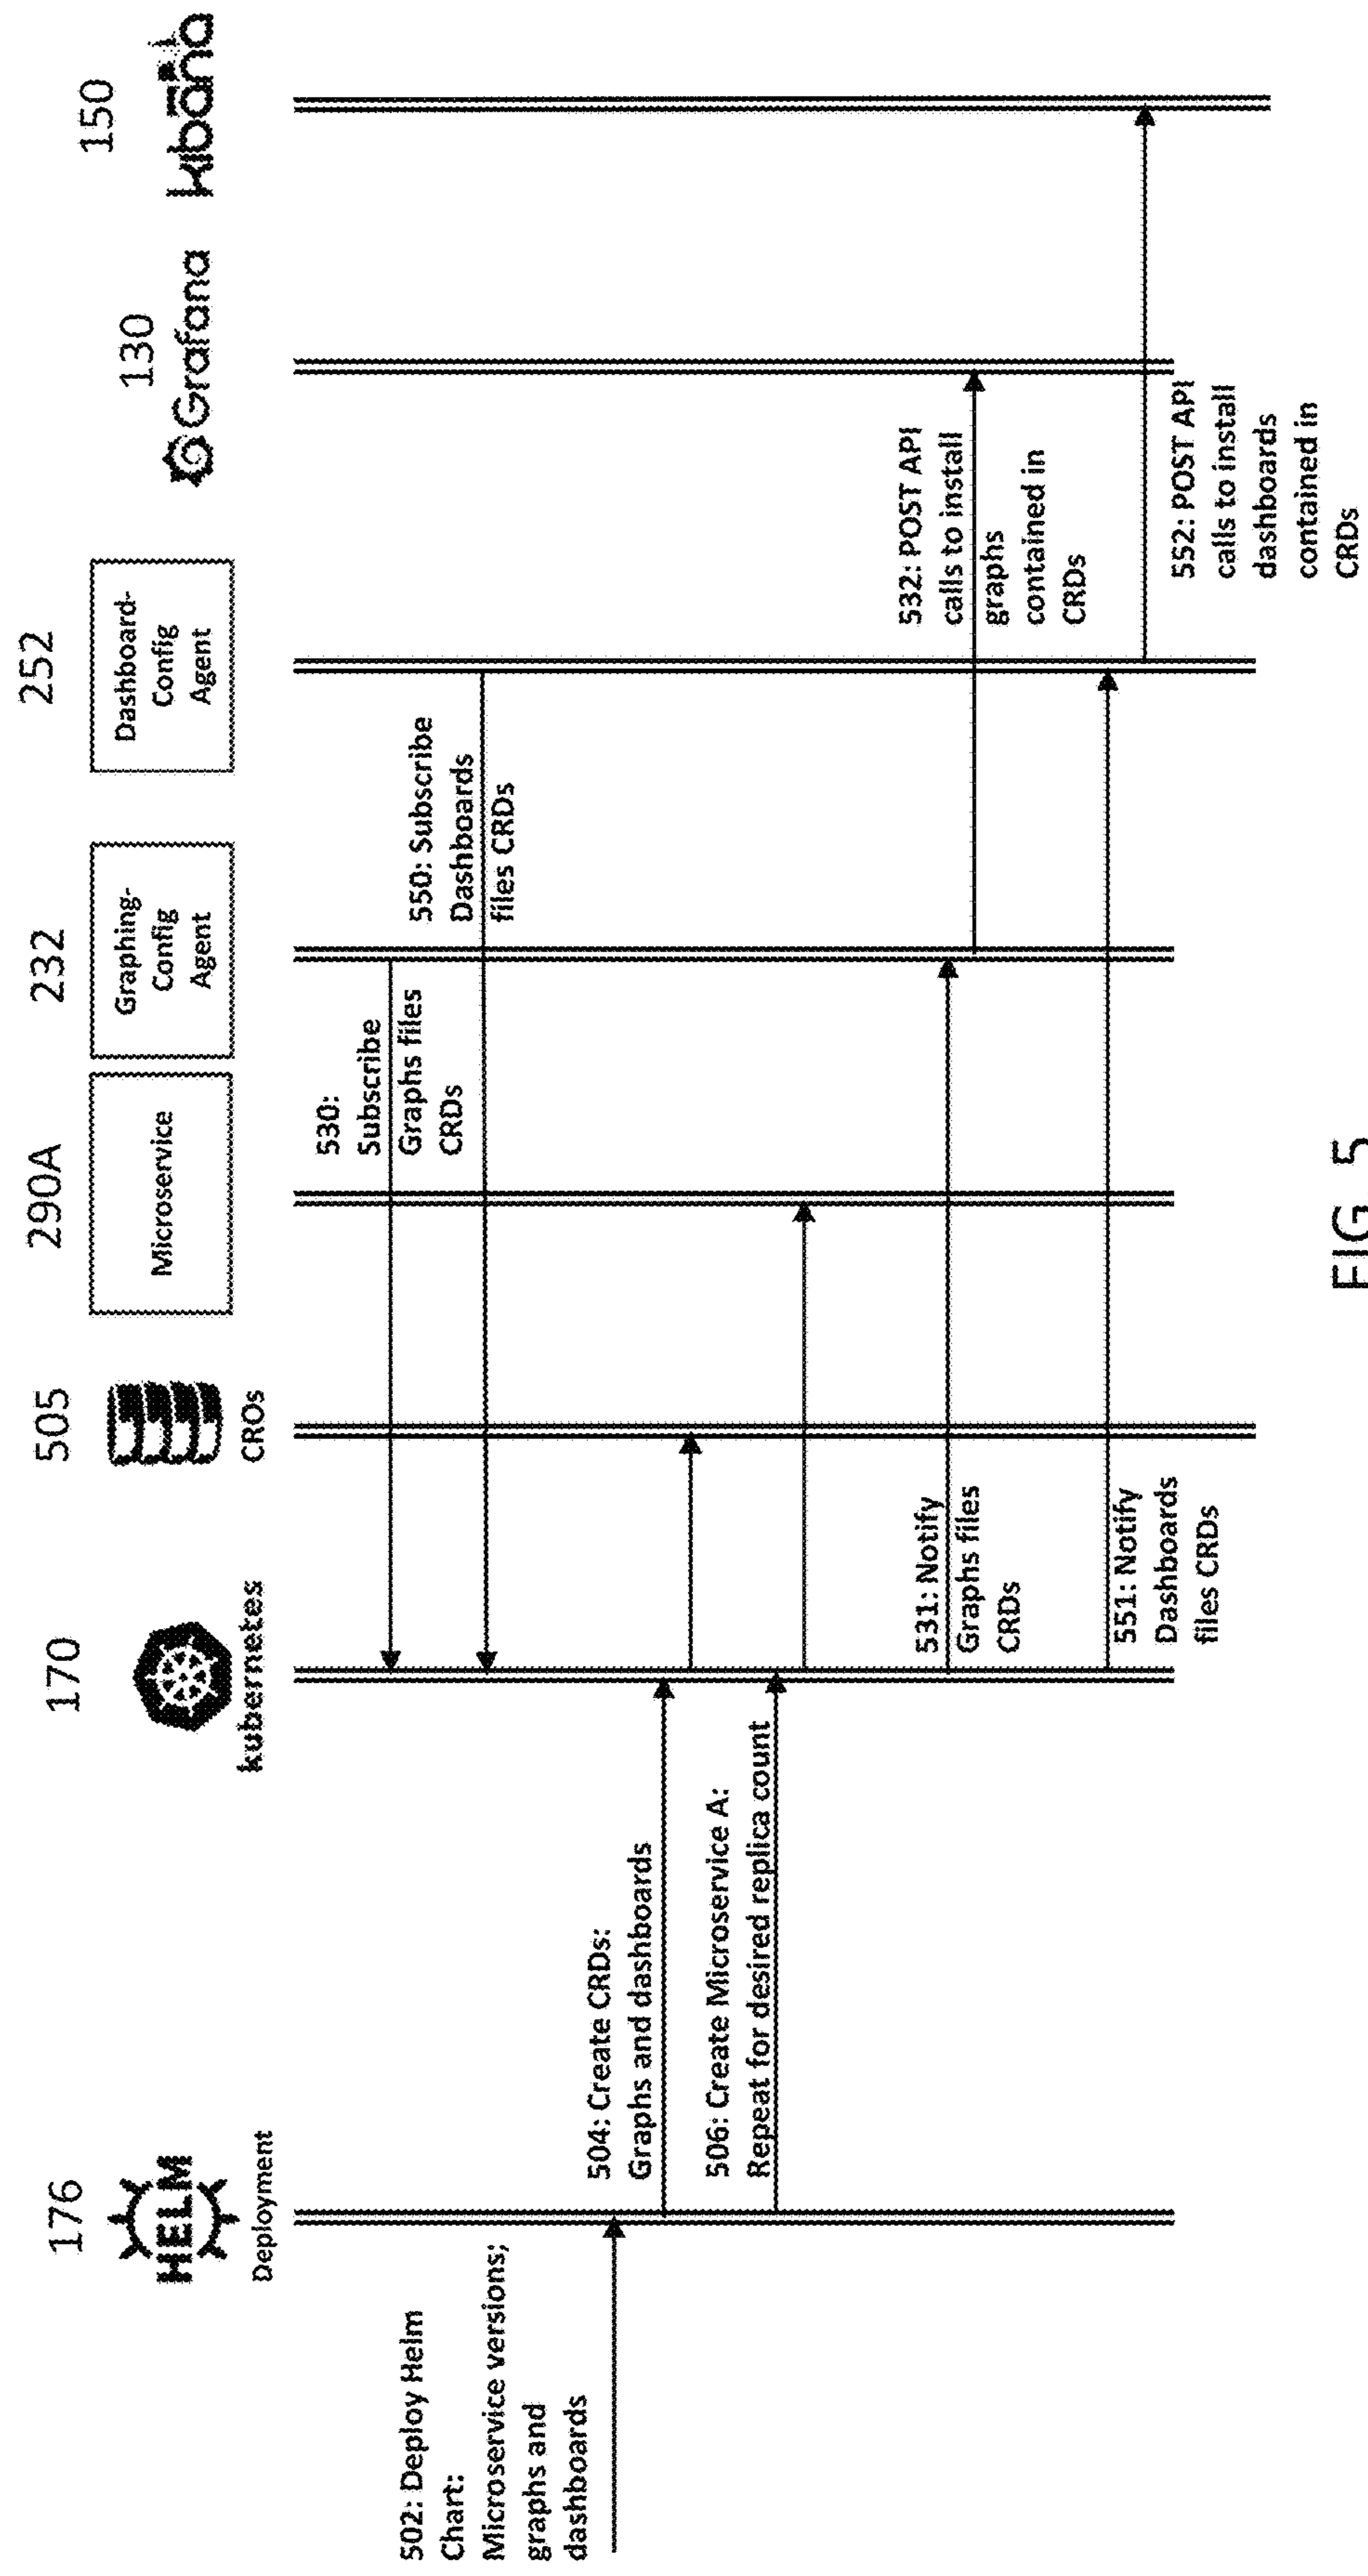 176
HELM
Deployment
170
kubernetes
505
CROs
290A
Microservice
232
Graphing-
Config
Agent
252
Dashboard-
Config
Agent
130
Grafana
150
kibana
530:
Subscribe
Graphs files
CRDs
550: Subscribe
Dashboards
files CRDs
502: Deploy Helm
Chart:
Microservice versions;
graphs and
dashboards
504: Create CRDs:
Graphs and dashboards
506: Create Microservice A:
Repeat for desired replica count
531: Notify
Graphs files
CRDs
532: POST API
calls to install
graphs
contained in
CRDs
551: Notify
Dashboards
files CRDs
552: POST API
calls to install
dashboards
contained in
CRDs
FIG. 5